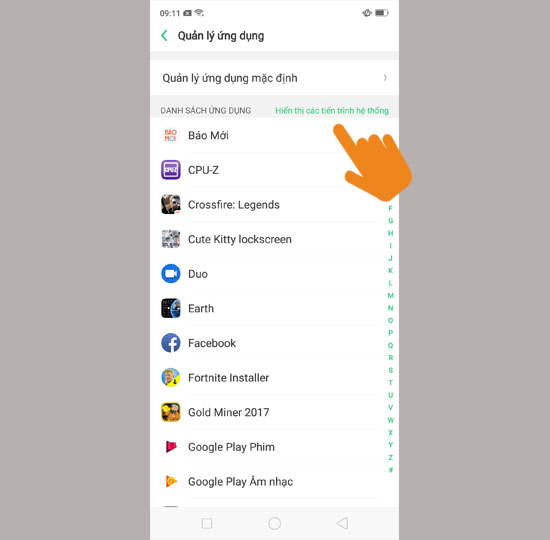 09:11
Quản lý ứng dụng
Quản lý ứng dụng mặc định
DANH SÁCH ỨNG DỤNG Hiển thị các tiến trình hệ thống
BÁO
MỚI
Báo Mới
CPU-Z
CPU-Z
Crossfire: Legends
Cute Kitty lockscreen
Duo
Earth
Facebook
Fortnite Installer
Gold Miner 2017
Google Play Phim
Google Play Âm nhạc
F
G
H
I
J
K
L
M
N
O
P
Q
R
S
T
U
V
W
X
Y
Z
#